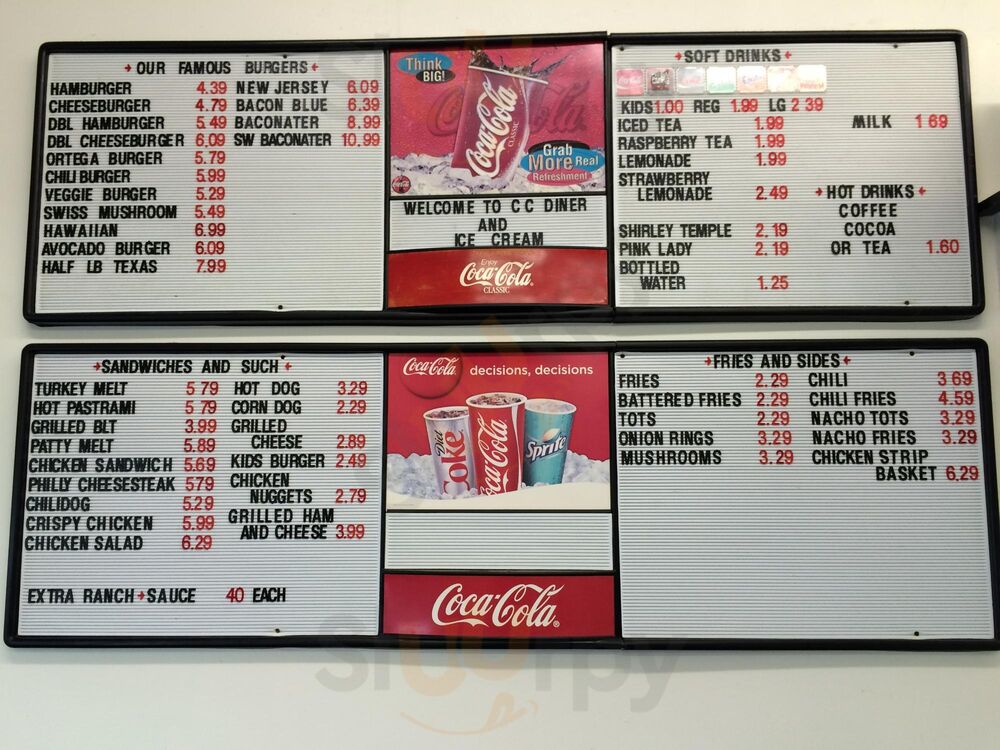 →OUR FAMOUS BURGERS←
HAMBURGER 4.39 NEW JERSEY 6.09
CHEESEBURGER 4.79 BACON BLUE 6.39
DBL HAMBURGER 5.49 BACONATER 8.99
DBL CHEESEBURGER 6.09 SW BACONATER 10.99
ORTEGA BURGER 5.79
CHILI BURGER 5.99
VEGGIE BURGER 5.29
SWISS MUSHROOM 5.49
HAWAIIAN 6.99
AVOCADO BURGER 6.09
HALF LB TEXAS 7.99
Think
BIG!
Coca-Cola
CLASSIC
Grab
More Real
Refreshment
WELCOME TO C C DINER
AND
ICE CREAM
Enjoy
Coca-Cola
CLASSIC
→SOFT DRINKS←
KIDS 1.00 REG 1.99 LG 2 39
ICED TEA 1.99 MILK 1 69
RASPBERRY TEA 1.99
LEMONADE 1.99
STRAWBERRY
LEMONADE 2.49 →HOT DRINKS←
COFFEE
SHIRLEY TEMPLE 2.19 COCOA
PINK LADY 2.19 OR TEA 1.60
BOTTLED
WATER 1.25
→SANDWICHES AND SUCH←
TURKEY MELT 5 79 HOT DOG 3.29
HOT PASTRAMI 5 79 CORN DOG 2.29
GRILLED BLT 3.99 GRILLED
PATTY MELT 5.89 CHEESE 2.89
CHICKEN SANDWICH 5.69 KIDS BURGER 2.49
PHILLY CHEESESTEAK 579 CHICKEN
CHILIDOG 5.29 NUGGETS 2.79
CRISPY CHICKEN 5.99 GRILLED HAM
CHICKEN SALAD 6.29 AND CHEESE 3.99
EXTRA RANCH→SAUCE 40 EACH
Coca-Cola decisions, decisions
Diet Coke
Coca-Cola
Sprite
Coca-Cola
→FRIES AND SIDES←
FRIES 2.29 CHILI 3 69
BATTERED FRIES 2.29 CHILI FRIES 4.59
TOTS 2.29 NACHO TOTS 3.29
ONION RINGS 3.29 NACHO FRIES 3.29
MUSHROOMS 3.29 CHICKEN STRIP
BASKET 6.29